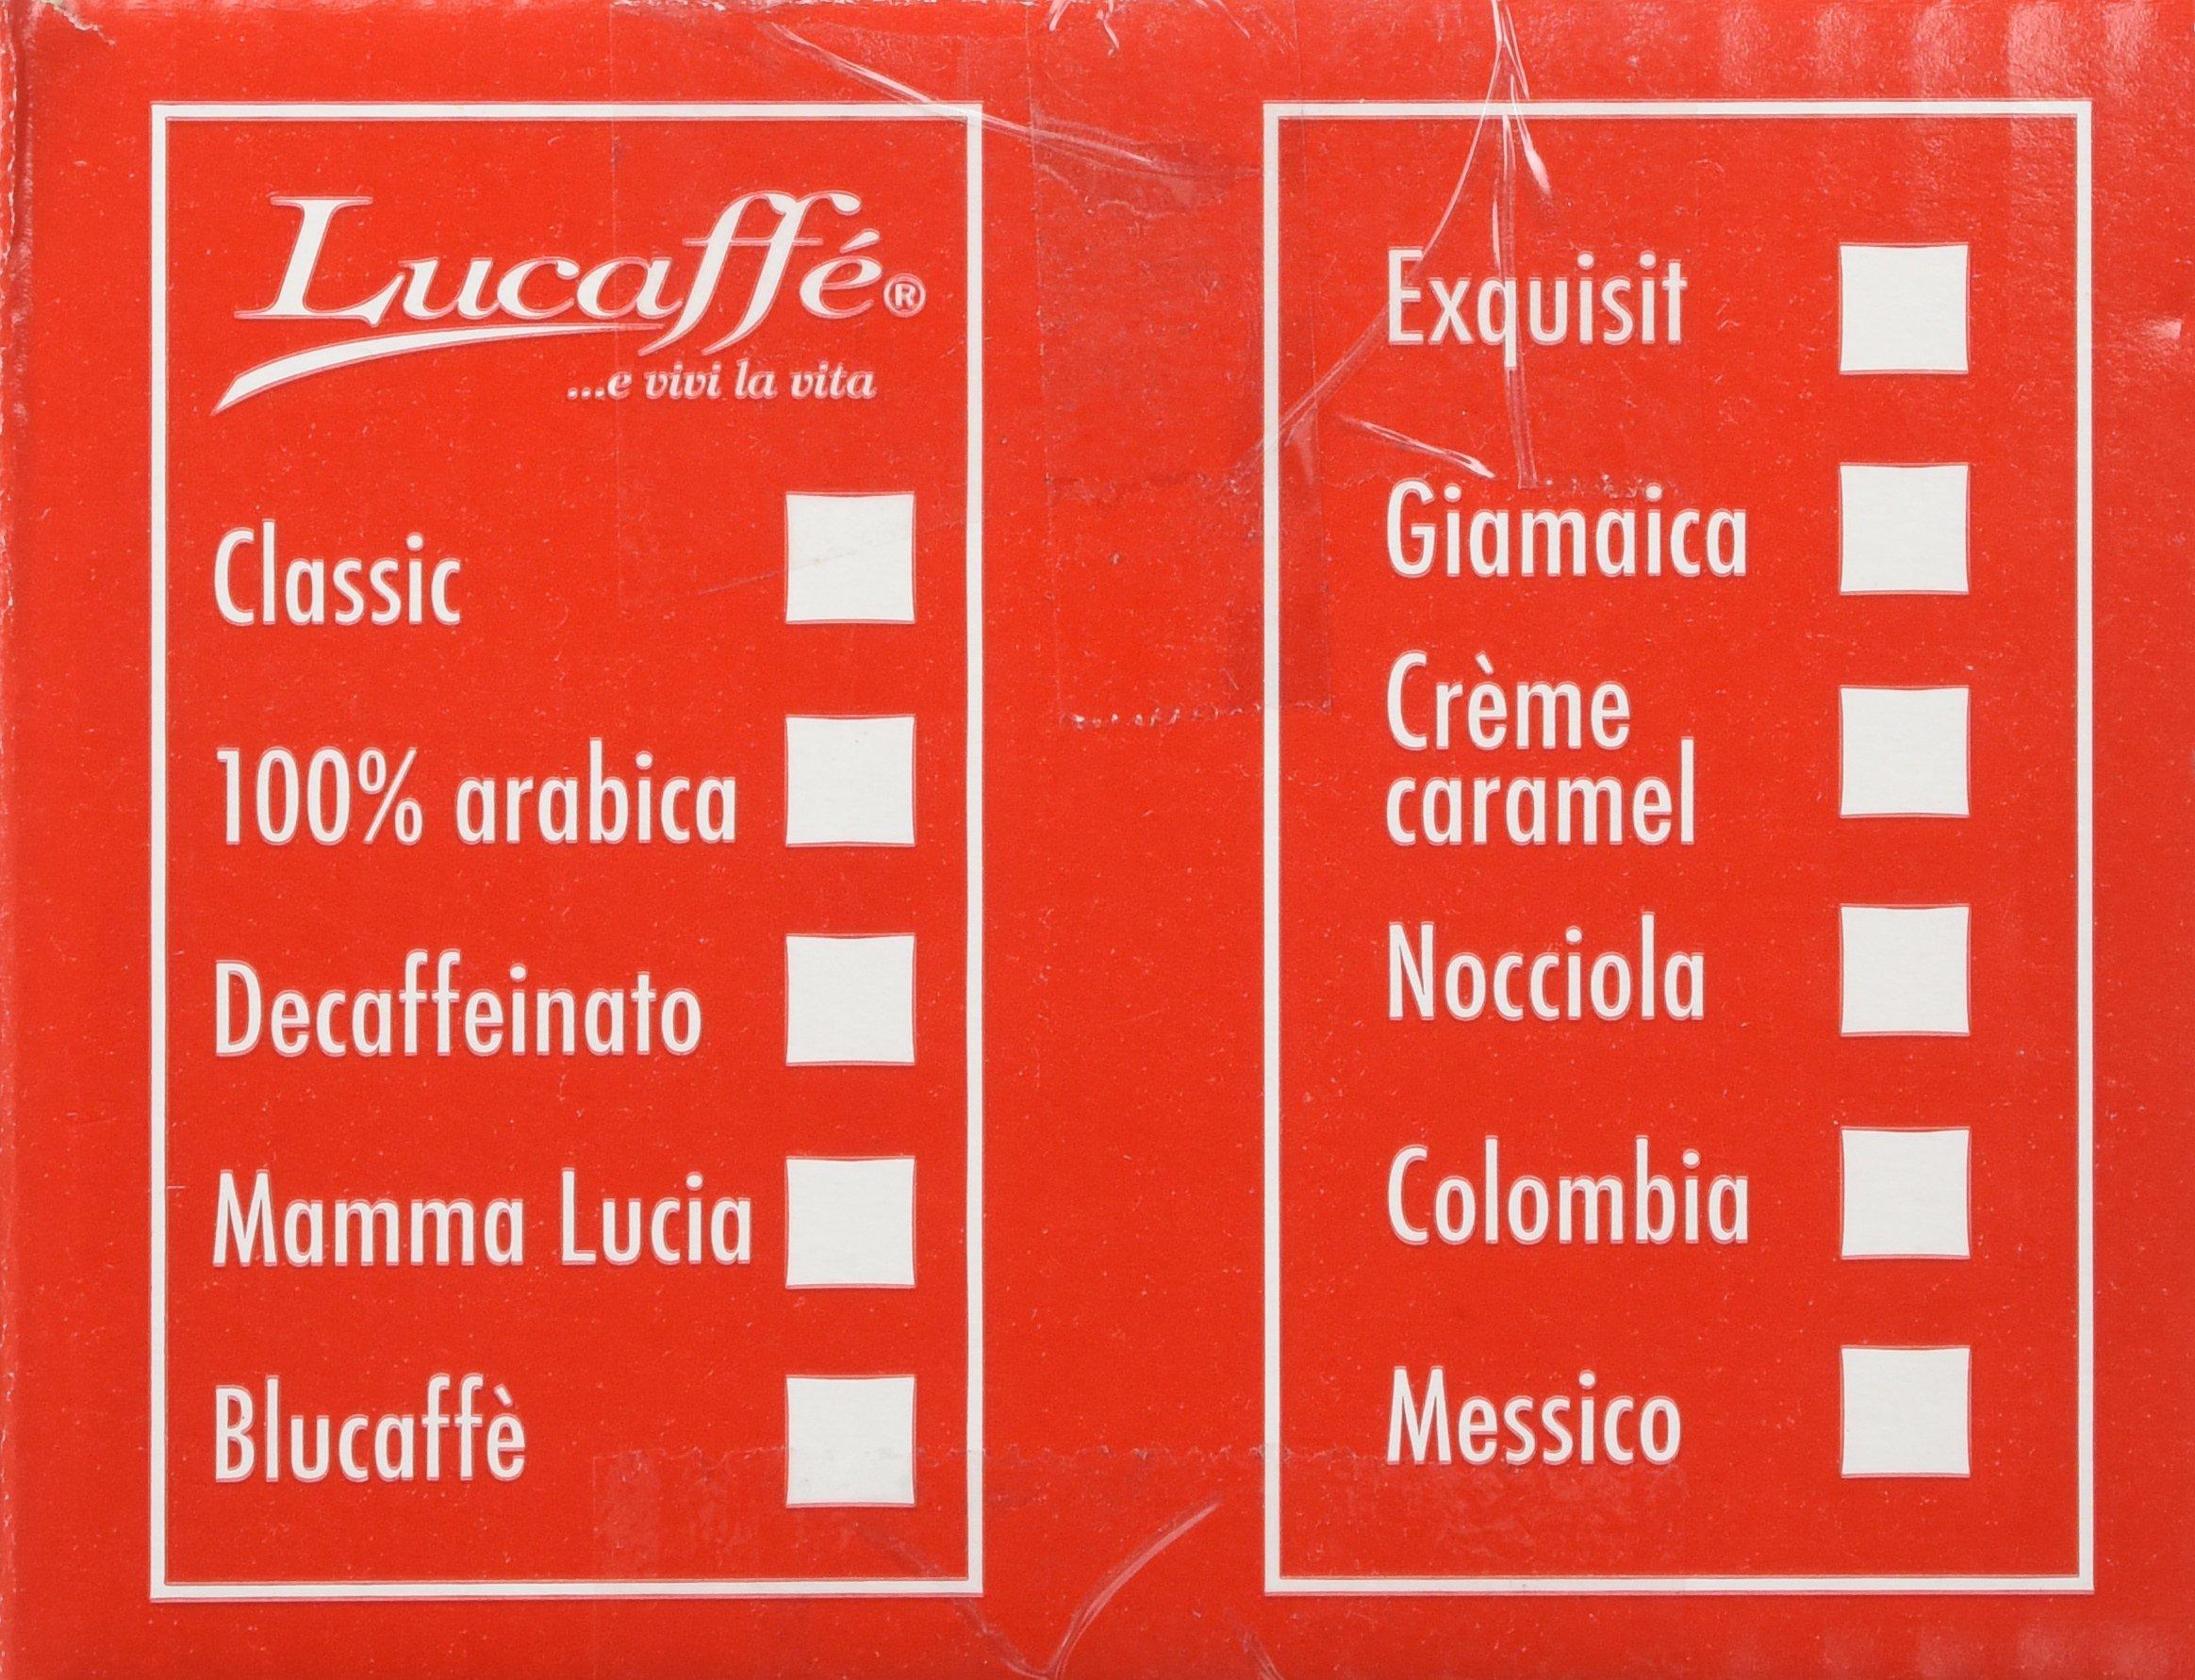 Lucaffé®
...e vivi la vita
Classic
100% arabica
Decaffeinato
Mamma Lucia
Blucaffè
Exquisit
Giamaica
Crème
caramel
Nocciola
Colombia
Messico